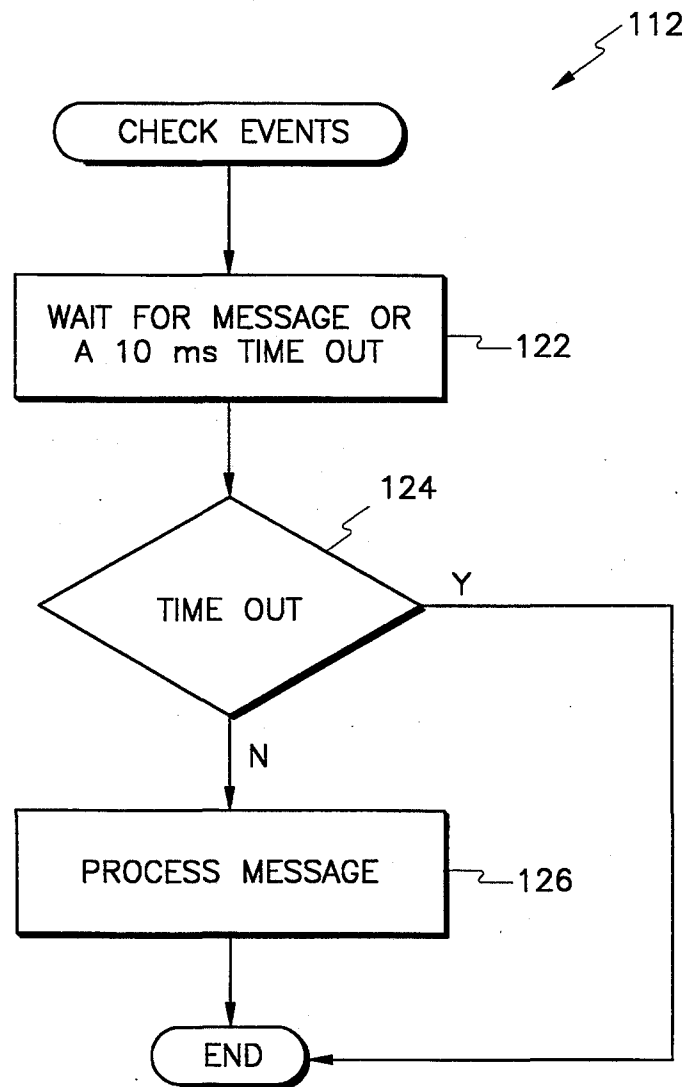 112
CHECK EVENTS
WAIT FOR MESSAGE OR
A 10 ms TIME OUT
122
124
TIME OUT
Y
N
PROCESS MESSAGE
126
END